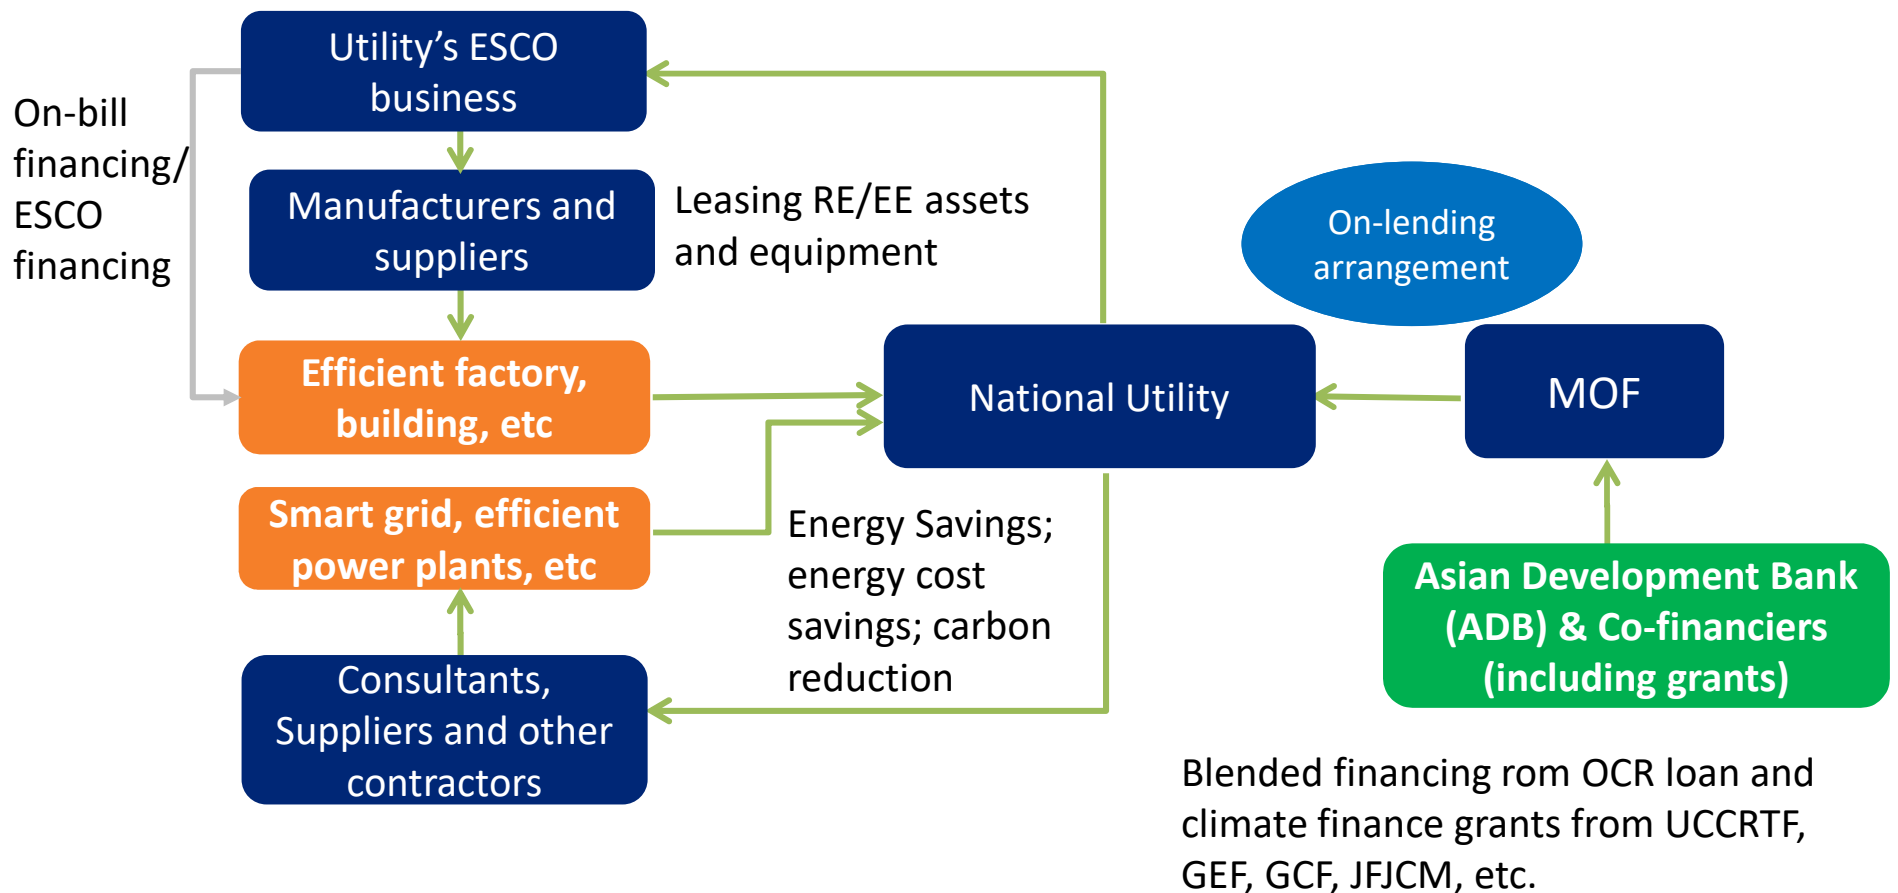 Utility’s ESCO
business
On-bill
financing/
ESCO
financing
Manufacturers and
suppliers
Leasing RE/EE assets
and equipment
On-lending
arrangement
Efficient factory,
building, etc
National Utility
MOF
Smart grid, efficient
power plants, etc
Energy Savings;
energy cost
savings; carbon
reduction
Asian Development Bank
(ADB) & Co-financiers
(including grants)
Consultants,
Suppliers and other
contractors
Blended financing rom OCR loan and
climate finance grants from UCCRTF,
GEF, GCF, JFJCM, etc.